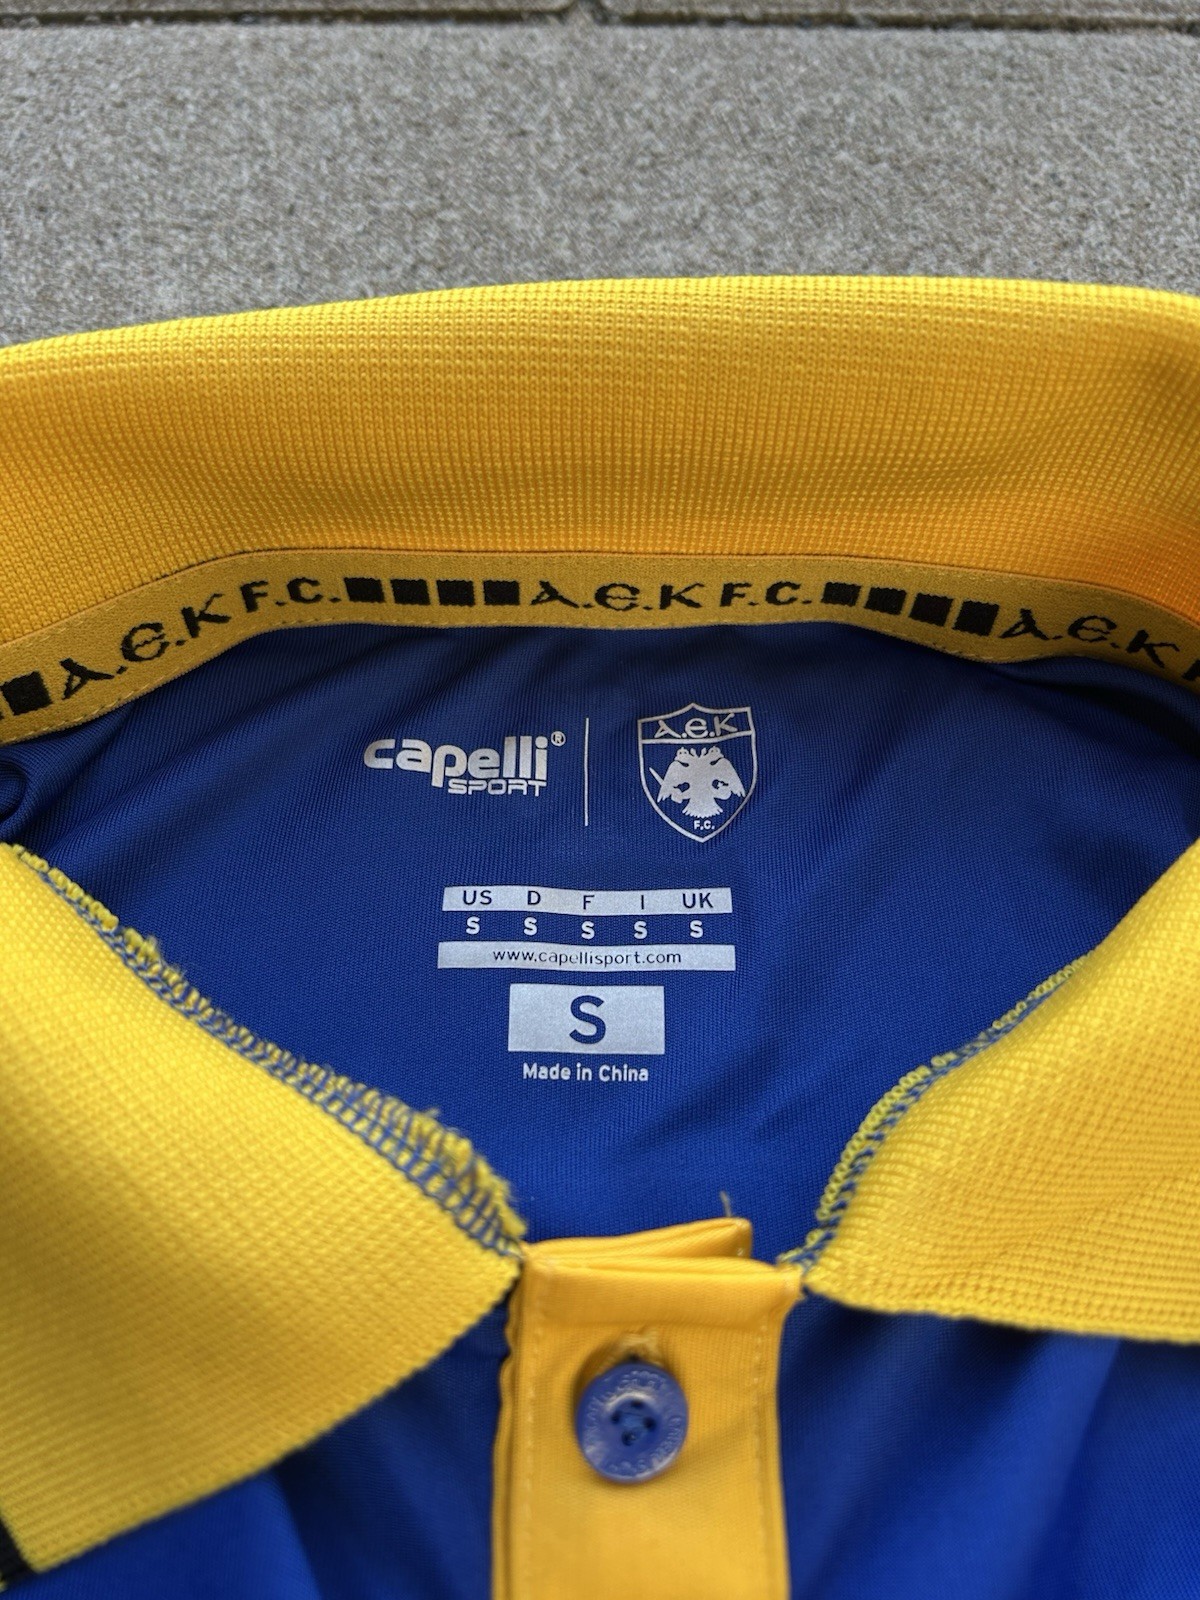 Α.Ε.Κ F.C. Α.Ε.Κ F.C. Α.Ε.Κ
capelli®
SPORT
Α.Ε.Κ
F.C.
US D F I UK
S S S S S
www.capellisport.com
S
Made in China